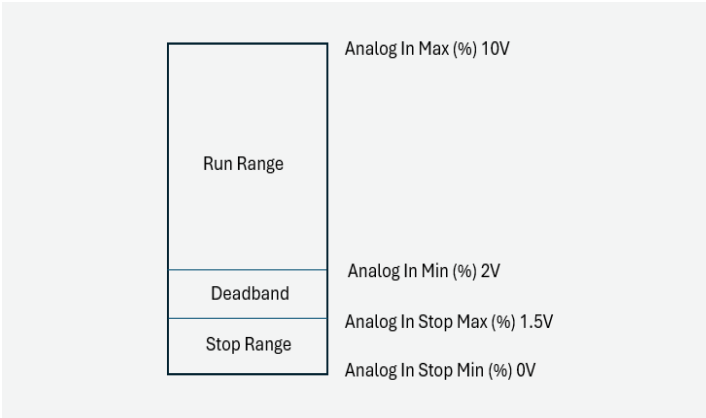 Analog In Max (%) 10V
Run Range
Analog In Min (%) 2V
Deadband
Analog In Stop Max (%) 1.5V
Stop Range
Analog In Stop Min (%) 0V